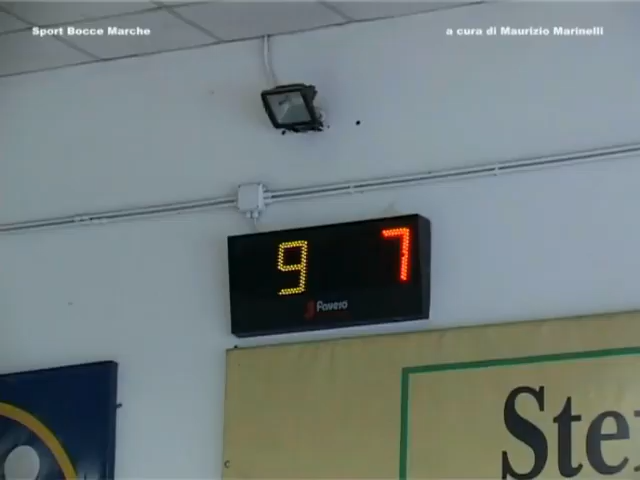 Sport Bocce Marche
a cura di Maurizio Marinelli
9 7
Favero
Ste